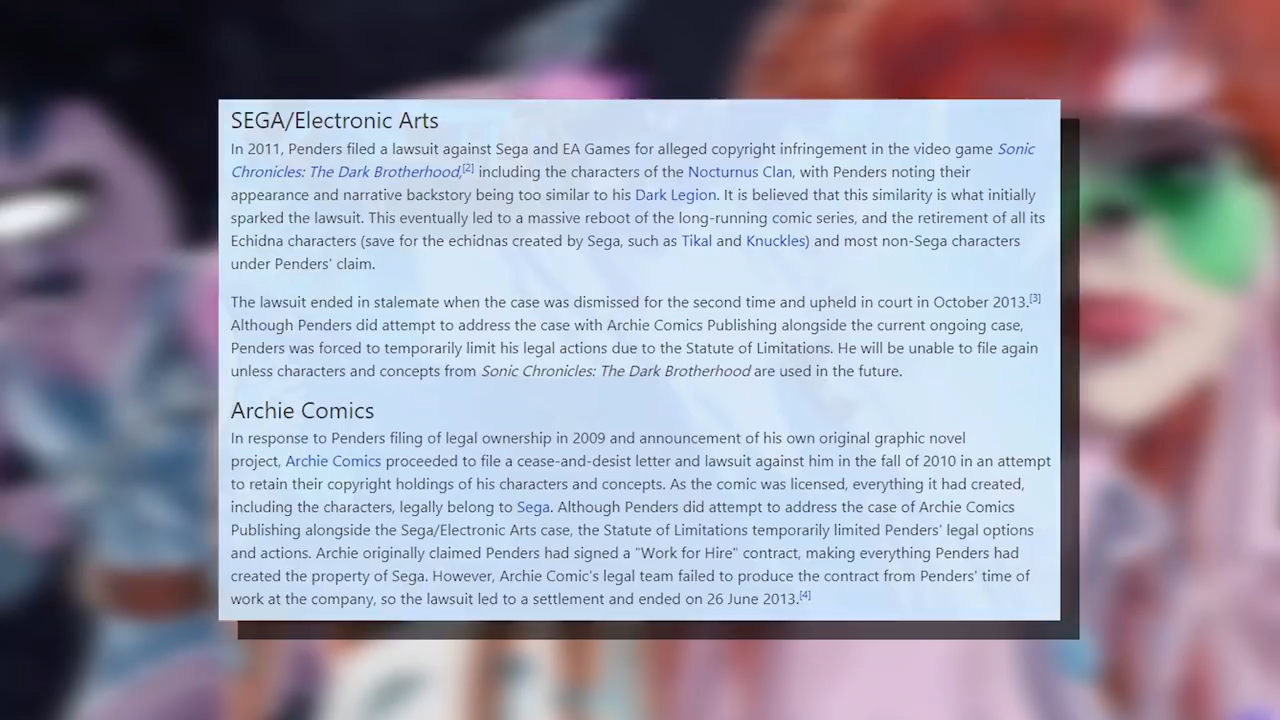 SEGA/Electronic Arts
In 2011, Penders filed a lawsuit against Sega and EA Games for alleged copyright infringement in the video game Sonic
Chronicles: The Dark Brotherhood,[2] including the characters of the Nocturnus Clan, with Penders noting their
appearance and narrative backstory being too similar to his Dark Legion. It is believed that this similarity is what initially
sparked the lawsuit. This eventually led to a massive reboot of the long-running comic series, and the retirement of all its
Echidna characters (save for the echidnas created by Sega, such as Tikal and Knuckles) and most non-Sega characters
under Penders' claim.
The lawsuit ended in stalemate when the case was dismissed for the second time and upheld in court in October 2013.[3]
Although Penders did attempt to address the case with Archie Comics Publishing alongside the current ongoing case,
Penders was forced to temporarily limit his legal actions due to the Statute of Limitations. He will be unable to file again
unless characters and concepts from Sonic Chronicles: The Dark Brotherhood are used in the future.
Archie Comics
In response to Penders filing of legal ownership in 2009 and announcement of his own original graphic novel
project, Archie Comics proceeded to file a cease-and-desist letter and lawsuit against him in the fall of 2010 in an attempt
to retain their copyright holdings of his characters and concepts. As the comic was licensed, everything it had created,
including the characters, legally belong to Sega. Although Penders did attempt to address the case of Archie Comics
Publishing alongside the Sega/Electronic Arts case, the Statute of Limitations temporarily limited Penders' legal options
and actions. Archie originally claimed Penders had signed a "Work for Hire" contract, making everything Penders had
created the property of Sega. However, Archie Comic's legal team failed to produce the contract from Penders' time of
work at the company, so the lawsuit led to a settlement and ended on 26 June 2013.[4]